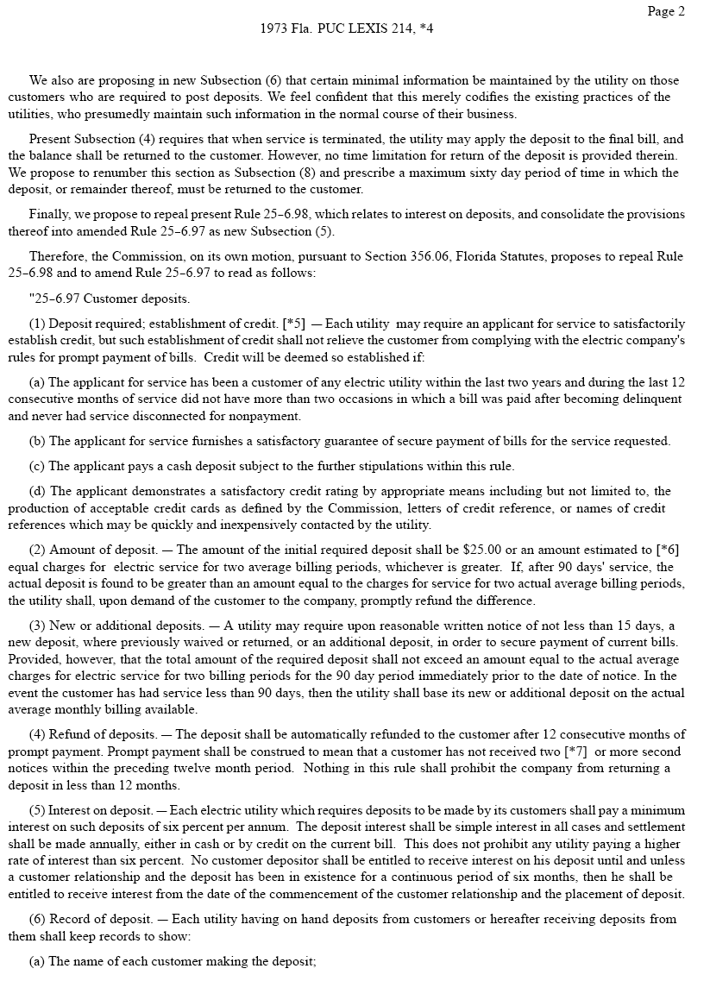 Page 2
1973 Fla. PUC LEXIS 214, *4
We also are proposing in new Subsection (6) that certain minimal information be maintained by the utility on those
customers who are required to post deposits. We feel confident that this merely codifies the existing practices of the
utilities, who presumedly maintain such information in the normal course of their business.
Present Subsection (4) requires that when service is terminated, the utility may apply the deposit to the final bill, and
the balance shall be returned to the customer. However, no time limitation for return of the deposit is provided therein.
We propose to renumber this section as Subsection (8) and prescribe a maximum sixty day period of time in which the
deposit, or remainder thereof, must be returned to the customer.
Finally, we propose to repeal present Rule 25-6.98, which relates to interest on deposits, and consolidate the provisions
thereof into amended Rule 25-6.97 as new Subsection (5).
Therefore, the Commission, on its own motion, pursuant to Section 356.06, Florida Statutes, proposes to repeal Rule
25-6.98 and to amend Rule 25-6.97 to read as follows:
"25-6.97 Customer deposits.
(1) Deposit required; establishment of credit. [*5] — Each utility may require an applicant for service to satisfactorily
establish credit, but such establishment of credit shall not relieve the customer from complying with the electric company's
rules for prompt payment of bills. Credit will be deemed so established if:
(a) The applicant for service has been a customer of any electric utility within the last two years and during the last 12
consecutive months of service did not have more than two occasions in which a bill was paid after becoming delinquent
and never had service disconnected for nonpayment.
(b) The applicant for service furnishes a satisfactory guarantee of secure payment of bills for the service requested.
(c) The applicant pays a cash deposit subject to the further stipulations within this rule.
(d) The applicant demonstrates a satisfactory credit rating by appropriate means including but not limited to, the
production of acceptable credit cards as defined by the Commission, letters of credit reference, or names of credit
references which may be quickly and inexpensively contacted by the utility.
(2) Amount of deposit. — The amount of the initial required deposit shall be $25.00 or an amount estimated to [*6]
equal charges for electric service for two average billing periods, whichever is greater. If, after 90 days' service, the
actual deposit is found to be greater than an amount equal to the charges for service for two actual average billing periods,
the utility shall, upon demand of the customer to the company, promptly refund the difference.
(3) New or additional deposits. — A utility may require upon reasonable written notice of not less than 15 days, a
new deposit, where previously waived or returned, or an additional deposit, in order to secure payment of current bills.
Provided, however, that the total amount of the required deposit shall not exceed an amount equal to the actual average
charges for electric service for two billing periods for the 90 day period immediately prior to the date of notice. In the
event the customer has had service less than 90 days, then the utility shall base its new or additional deposit on the actual
average monthly billing available.
(4) Refund of deposits. — The deposit shall be automatically refunded to the customer after 12 consecutive months of
prompt payment. Prompt payment shall be construed to mean that a customer has not received two [*7] or more second
notices within the preceding twelve month period. Nothing in this rule shall prohibit the company from returning a
deposit in less than 12 months.
(5) Interest on deposit. — Each electric utility which requires deposits to be made by its customers shall pay a minimum
interest on such deposits of six percent per annum. The deposit interest shall be simple interest in all cases and settlement
shall be made annually, either in cash or by credit on the current bill. This does not prohibit any utility paying a higher
rate of interest than six percent. No customer depositor shall be entitled to receive interest on his deposit until and unless
a customer relationship and the deposit has been in existence for a continuous period of six months, then he shall be
entitled to receive interest from the date of the commencement of the customer relationship and the placement of deposit.
(6) Record of deposit. — Each utility having on hand deposits from customers or hereafter receiving deposits from
them shall keep records to show:
(a) The name of each customer making the deposit;